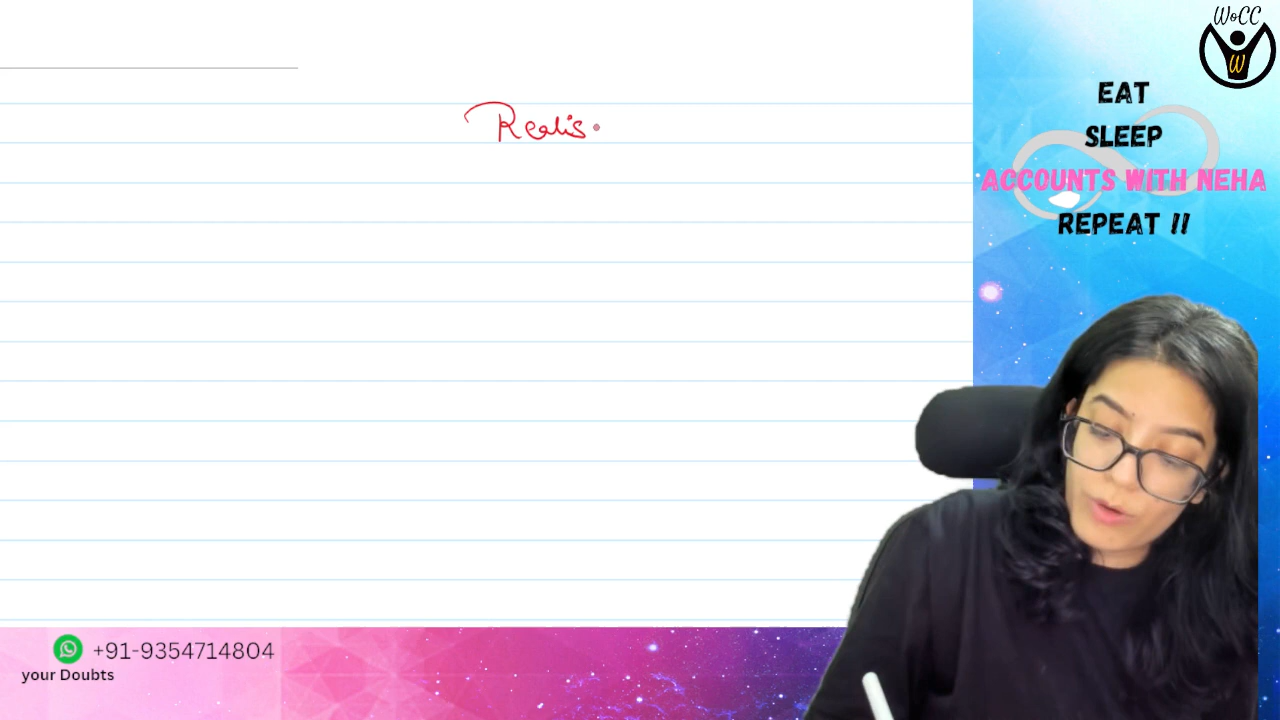 Realis
WoCC
W
EAT
SLEEP
ACCOUNTS WITH NEHA
REPEAT !!
+91-9354714804
your Doubts